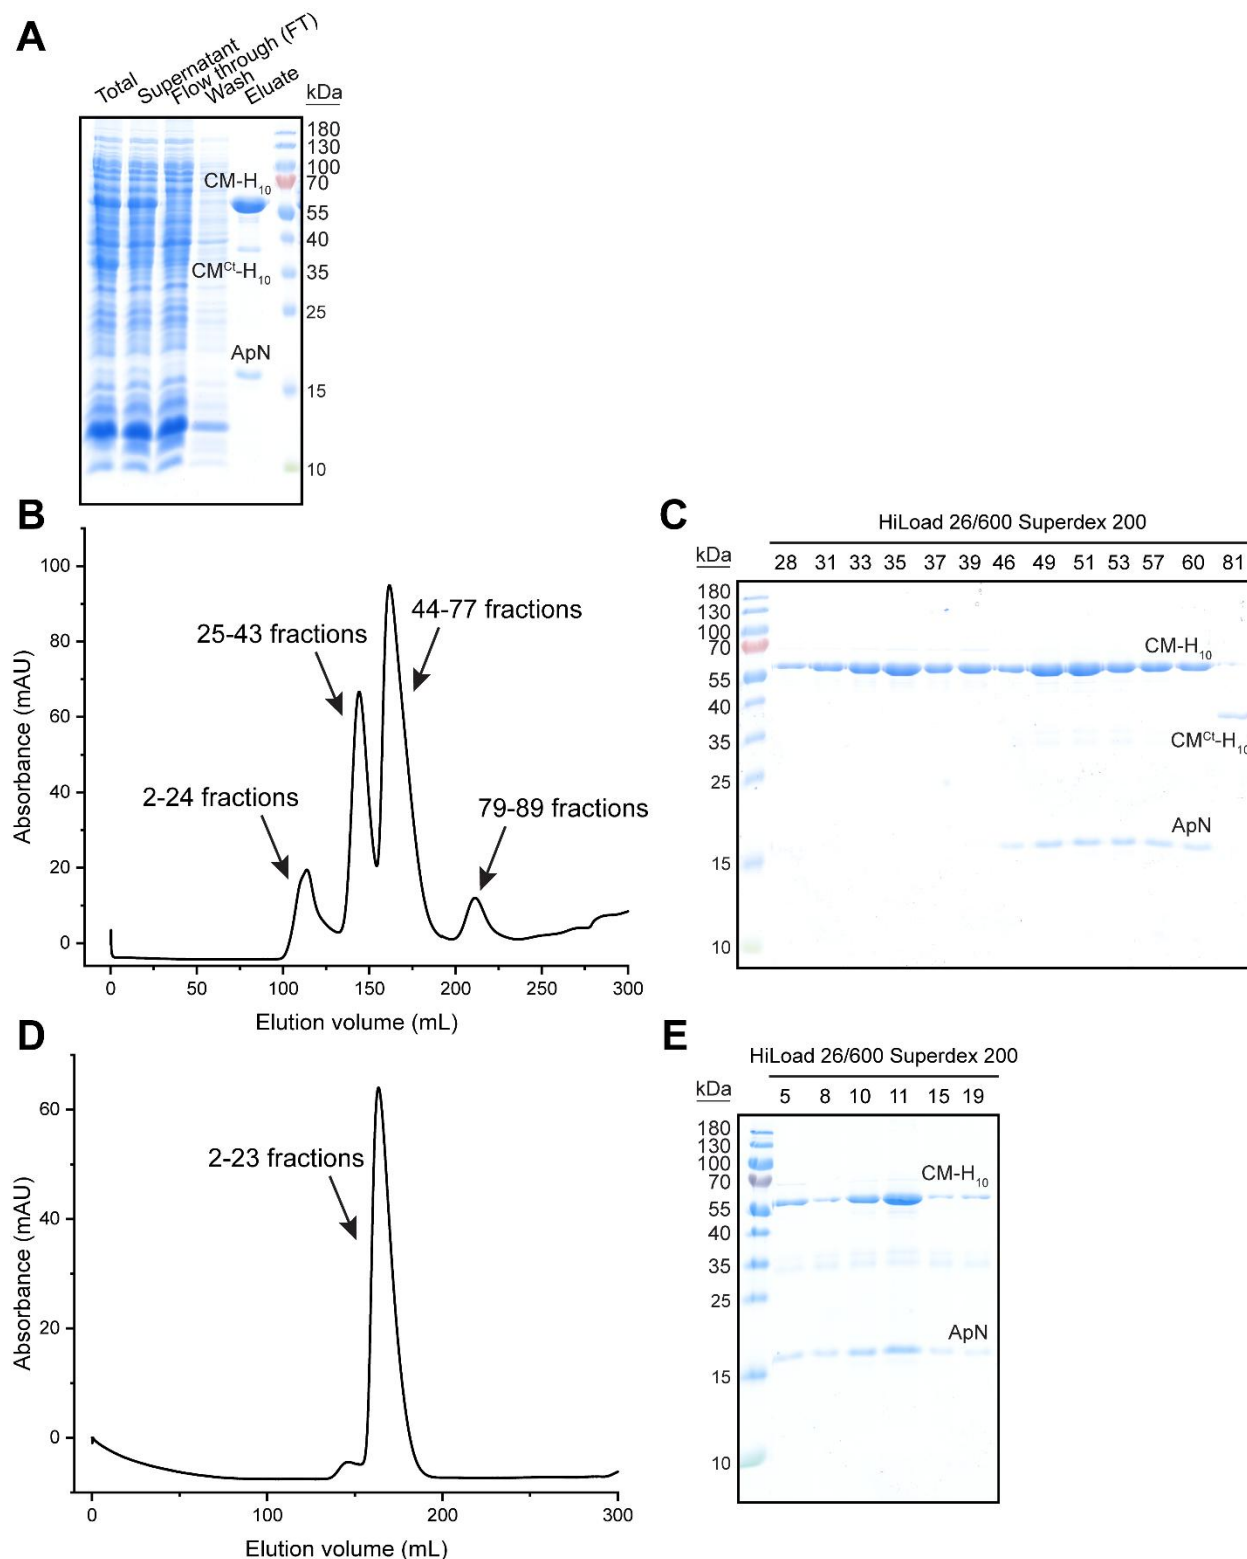 A
Total
Supernatant
Flow through (FT)
Wash
Eluate
kDa
180
130
100
CM-H10
70
55
40
CMCt-H10
35
25
ApN
15
10
B
100
80
60
40
20
0
Absorbance (mAU)
25-43 fractions
44-77 fractions
2-24 fractions
79-89 fractions
0 50 100 150 200 250 300
Elution volume (mL)
C
HiLoad 26/600 Superdex 200
kDa
28 31 33 35 37 39 46 49 51 53 57 60 81
180
130
100
70
CM-H10
55
40
35
CMCt-H10
25
ApN
15
10
D
60
40
20
0
Absorbance (mAU)
2-23 fractions
0 100 200 300
Elution volume (mL)
E
HiLoad 26/600 Superdex 200
kDa
5 8 10 11 15 19
180
130
100
70
CM-H10
55
40
35
25
ApN
15
10